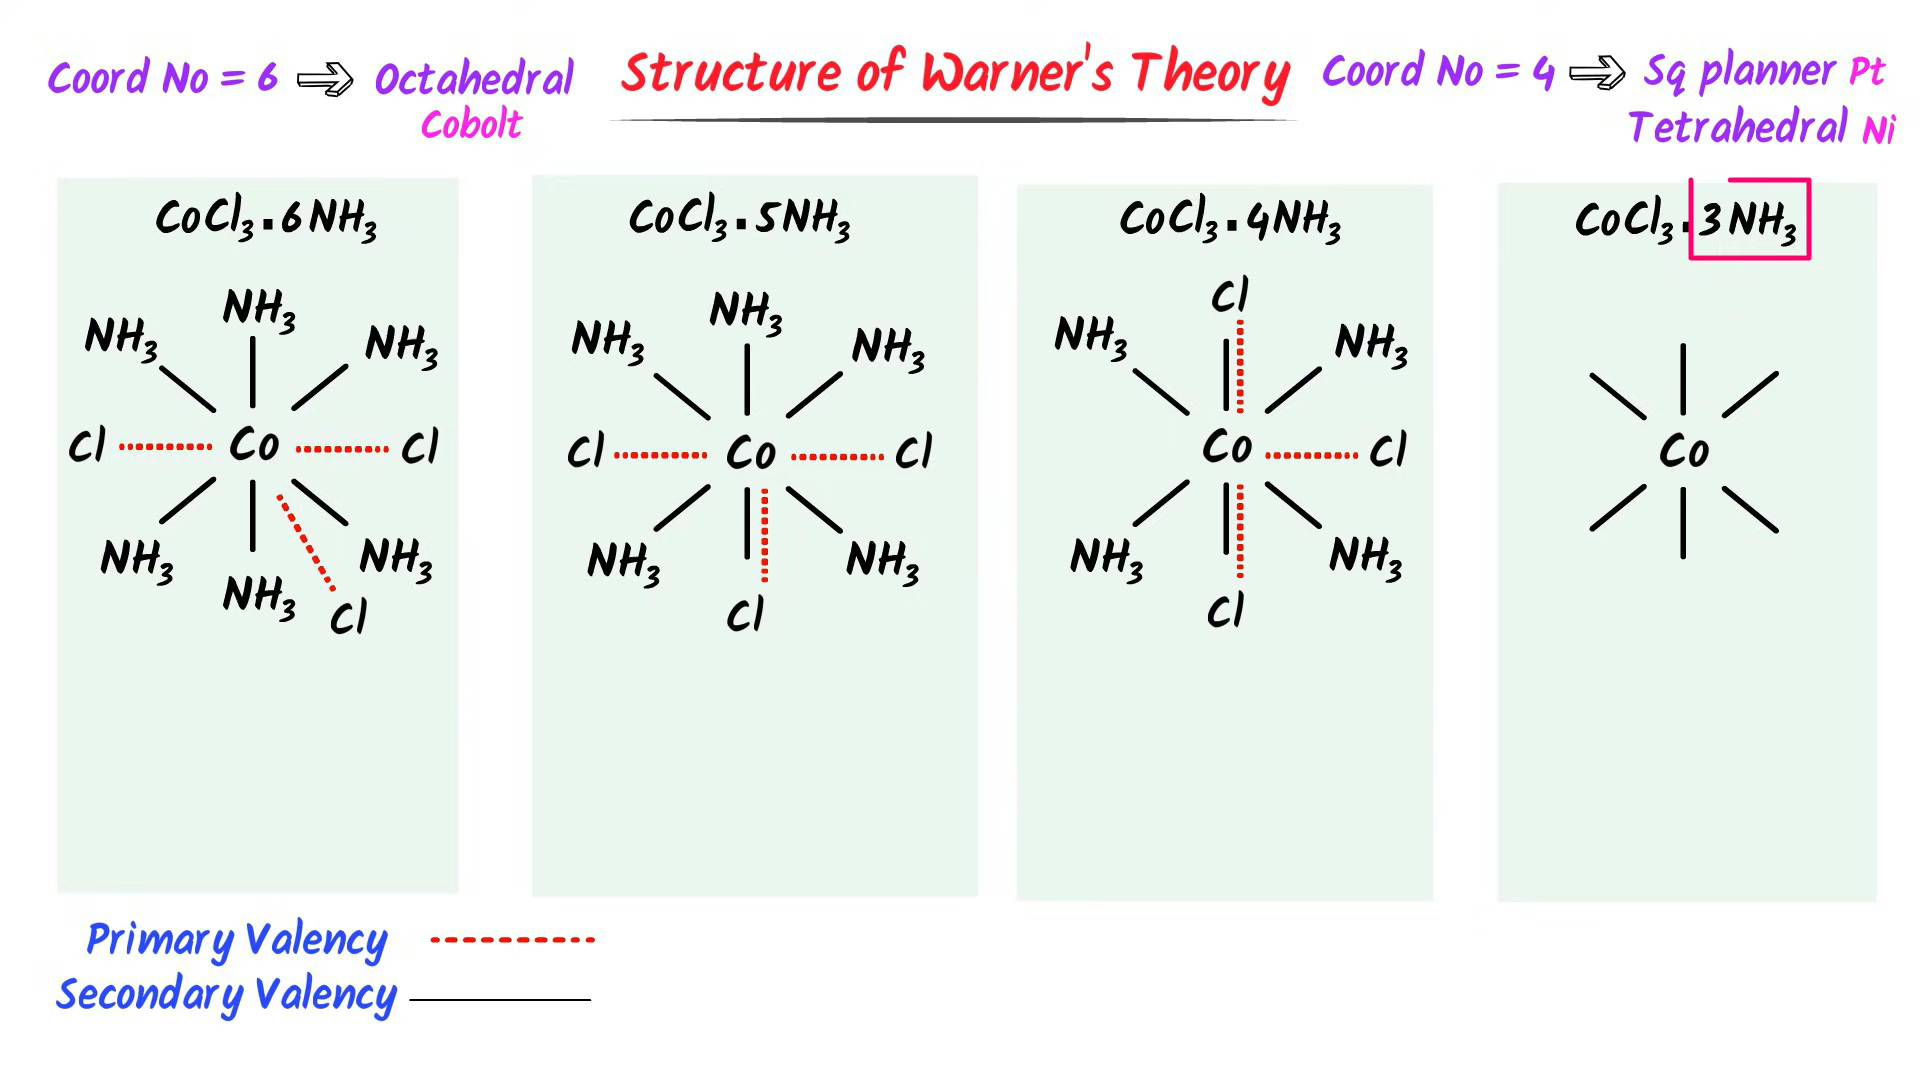 Coord No = 6 Octahedral
Cobolt
Structure of Warner's Theory
Coord No = 4 Sq planner Pt
Tetrahedral Ni
CoCl₃.6NH₃
NH₃
NH₃ NH₃
Cl Co Cl
NH₃ NH₃
NH₃ Cl
CoCl₃.5NH₃
NH₃
NH₃ NH₃
Cl Co Cl
NH₃ NH₃
Cl
CoCl₃.4NH₃
Cl
NH₃ NH₃
Co Cl
NH₃ NH₃
Cl
CoCl₃.3NH₃
Co
Primary Valency
Secondary Valency